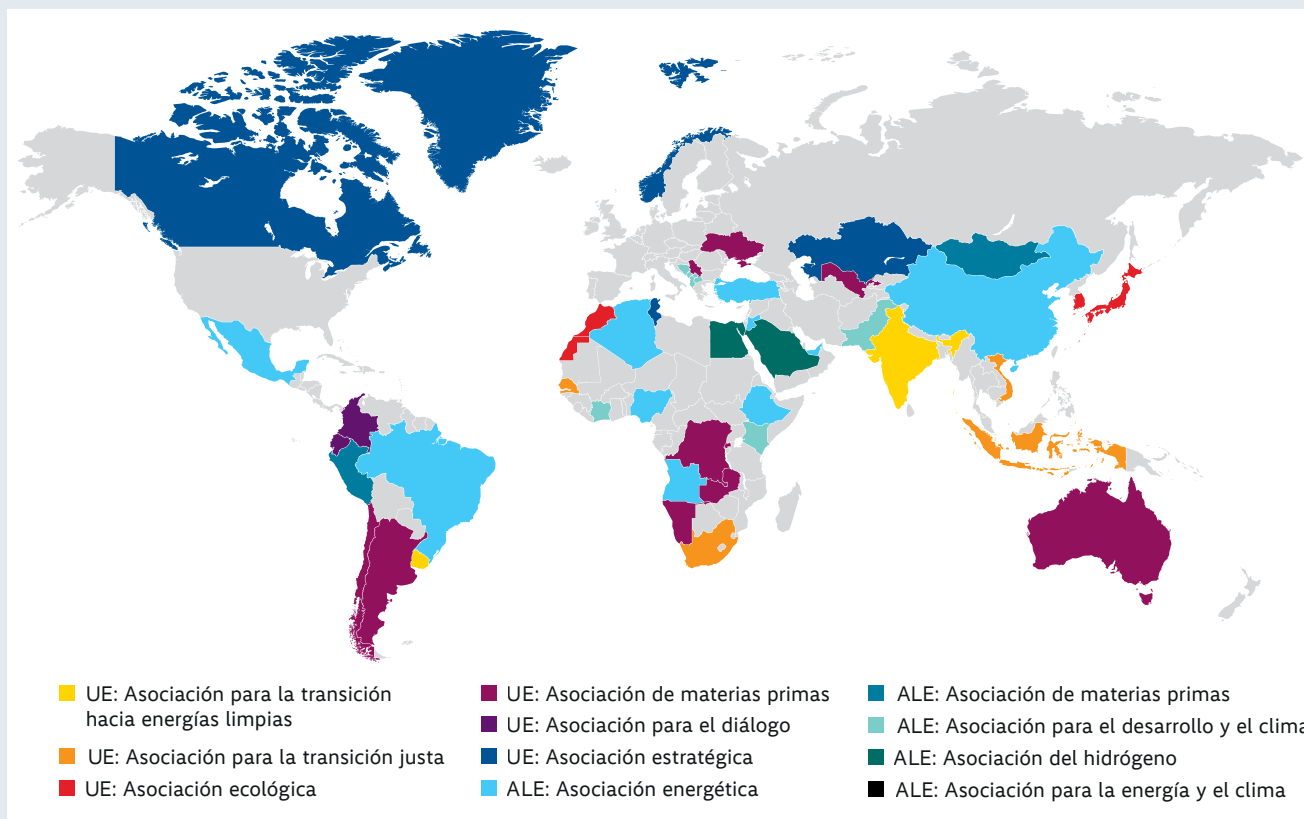 UE: Asociación para la transición
hacia energías limpias
UE: Asociación para la transición justa
UE: Asociación ecológica
UE: Asociación de materias primas
UE: Asociación para el diálogo
UE: Asociación estratégica
ALE: Asociación energética
ALE: Asociación de materias primas
ALE: Asociación para el desarrollo y el clima
ALE: Asociación del hidrógeno
ALE: Asociación para la energía y el clima